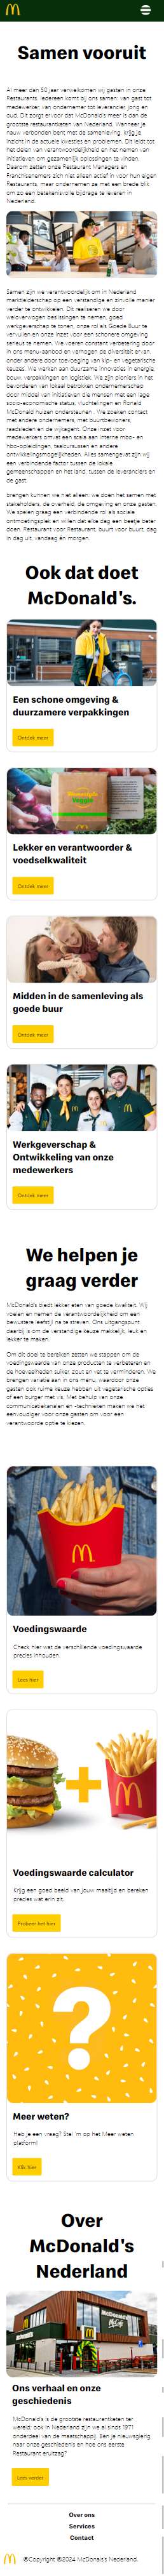 Samen vooruit
Al meer dan 50 jaar verwelkomen wij gasten in onze
Restaurants. Iedereen komt bij ons samen: van gast tot
medewerker, van ondernemer tot leverancier, jong en
oud. Dit zorgt ervoor dat McDonald's meer is dan de
grootste restaurantketen van Nederland. Wanneer je
nauw verbonden bent met de samenleving, krijg je
inzicht in de actuele kwesties en problemen. Dit leidt tot
het delen van verantwoordelijkheid en het nemen van
initiatieven om gezamenlijk oplossingen te vinden.
Daarom zetten onze Restaurant Managers en
Franchisenemers zich niet alleen actief in voor hun eigen
Restaurants, maar ondernemen ze met een brede blik
om zo een betekenisvolle bijdrage te leveren in
Nederland.
Samen zijn we verantwoordelijk om in Nederland
marktleiderschap op een verstandige en zinvolle manier
verder te ontwikkelen. Dit realiseren we door
weloverwogen beslissingen te nemen, goed
werkgeverschap te tonen, onze rol als Goede Buur te
vervullen en onze inzet voor een schonere omgeving
serieus te nemen. We voeren constant verbetering door
in ons menu-aanbod en verhogen de diversiteit ervan,
onder andere door toevoeging van kip- en vegetarische
keuzes. We werken aan duurzame innovaties in energie,
bouw, verpakkingen en logistiek. We zijn actief in het
bevorderen van lokaal betrokken ondernemerschap
door middel van initiatieven die mensen met een lage
socio-economische status, vluchtelingen en Ronald
McDonald huizen ondersteunen. We zoeken contact
met andere ondernemers, met buurtbewoners,
raadsleden en de wijkagent. Onze inzet voor
medewerkers omvat een scala aan interne mbo- en
hbo-opleidingen, taalcursussen en andere
ontwikkelingsmogelijkheden. Alles samengevat zijn wij
een verbindende factor tussen de lokale
gemeenschappen en het land, tussen de leveranciers en
de gast.
brengen kunnen we niet alleen: we doen het samen met
stakeholders, de overheid, de omgeving en onze gasten.
We spelen graag een verbindende rol als sociale
ontmoetingsplek en willen dat elke dag een beetje beter
doen. Restaurant voor Restaurant, buurt voor buurt, dag
in dag uit, vandaag én morgen.
Ook dat doet
McDonald's.
Een schone omgeving &
duurzamere verpakkingen
Ontdek meer
Lekker en verantwoorder &
voedselkwaliteit
Ontdek meer
Midden in de samenleving als
goede buur
Ontdek meer
Werkgeverschap &
Ontwikkeling van onze
medewerkers
Ontdek meer
We helpen je
graag verder
McDonald's biedt lekker eten van goede kwaliteit. Wij
voelen en nemen de verantwoordelijkheid om een
bewustere leefstijl na te streven. Ons uitgangspunt
daarbij is om de verstandige keuze makkelijk, leuk en
lekker te maken.
Om dit doel te bereiken zetten we stappen om de
voedingswaarde van onze producten te verbeteren en
de hoeveelheden suiker, zout en vet te verminderen. We
brengen variatie aan in ons menu, waardoor onze
gasten ook ruime keuze hebben uit vegetarische opties
of een burger met vis. Met behulp van onze
communicatiekanalen en -technieken maken we het
eenvoudiger voor onze gasten om voor een
verantwoorde optie te kiezen.
Voedingswaarde
Check hier wat de verschillende voedingswaarde
precies inhouden.
Lees hier
Voedingswaarde calculator
Krijg een goed beeld van jouw maaltijd en bereken
precies wat erin zit.
Probeer het hier
?
Meer weten?
Heb je een vraag? Stel 'm op het Meer weten
platform!
Klik hier
Over
McDonald's
Nederland
Ons verhaal en onze
geschiedenis
McDonald's is de grootste restaurantketen ter
wereld; ook in Nederland zijn we al sinds 1971
onderdeel van de maatschappij. Ben je nieuwsgierig
naar onze geschiedenis en hoe ons eerste
Restaurant eruitzag?
Lees verder
Over ons
Services
Contact
©Copyright ©2024 McDonald's Nederland.